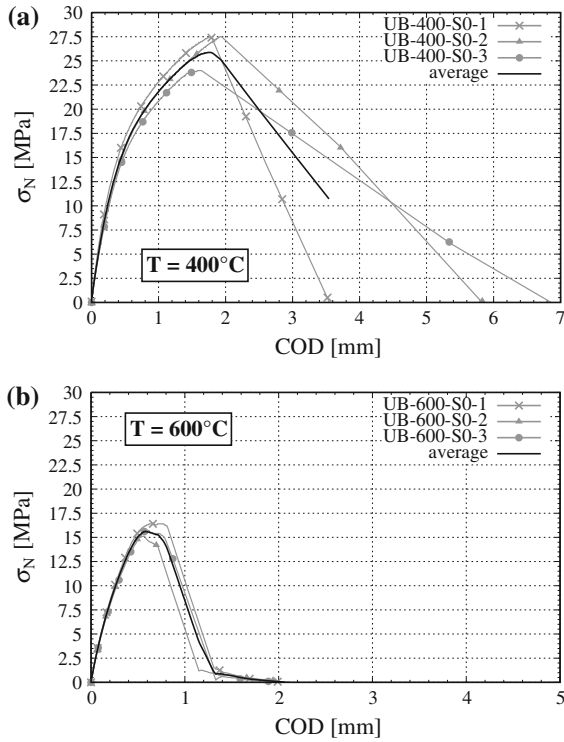 (a)
30
27.5
25
22.5
20
17.5
15
12.5
10
7.5
5
2.5
0
σN [MPa]
UB-400-S0-1
UB-400-S0-2
UB-400-S0-3
average
T = 400°C
0 1 2 3 4 5 6 7
COD [mm]
(b)
30
27.5
25
22.5
20
17.5
15
12.5
10
7.5
5
2.5
0
σN [MPa]
UB-600-S0-1
UB-600-S0-2
UB-600-S0-3
average
T = 600°C
0 1 2 3 4 5
COD [mm]